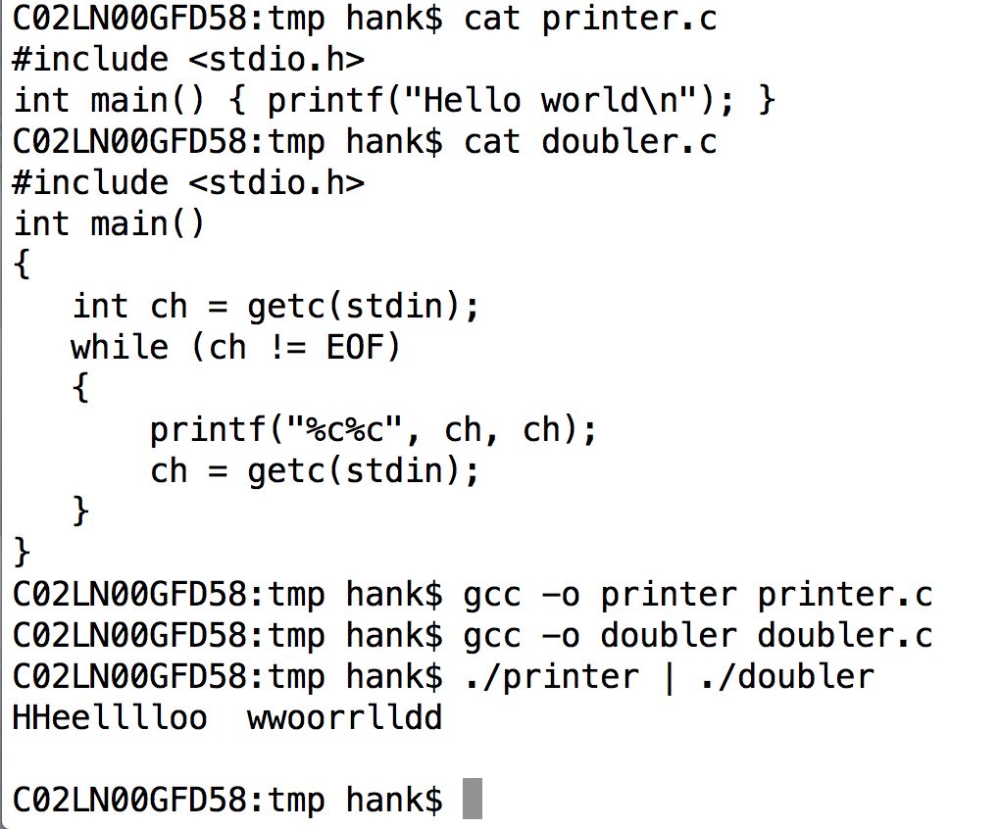 C02LN00GFD58:tmp hank$ cat printer.c
#include <stdio.h>
int main() { printf("Hello world\n"); }
C02LN00GFD58:tmp hank$ cat doubler.c
#include <stdio.h>
int main()
{
   int ch = getc(stdin);
   while (ch != EOF)
   {
       printf("%c%c", ch, ch);
       ch = getc(stdin);
   }
}
C02LN00GFD58:tmp hank$ gcc -o printer printer.c
C02LN00GFD58:tmp hank$ gcc -o doubler doubler.c
C02LN00GFD58:tmp hank$ ./printer | ./doubler
HHeelllloo  wwoorrlldd

C02LN00GFD58:tmp hank$